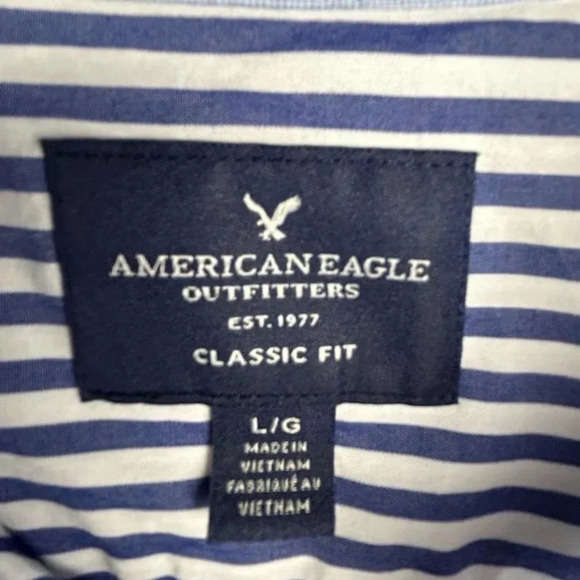 AMERICAN EAGLE
OUTFITTERS
EST. 1977
CLASSIC FIT
L/G
MADE IN
VIETNAM
FABRIQUÉ AU
VIETNAM